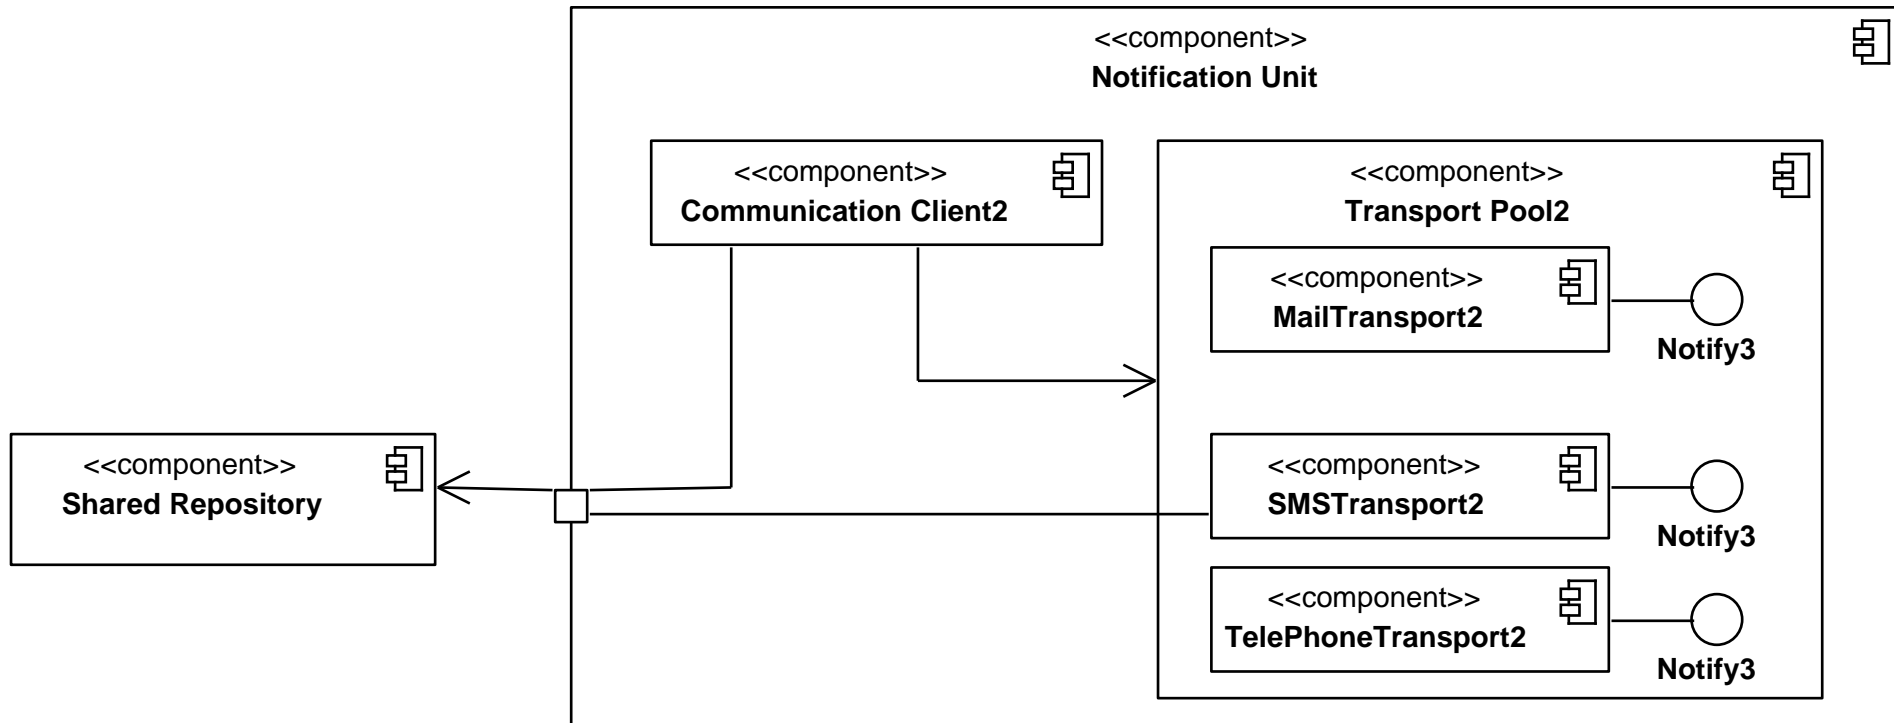 <<component>>
Notification Unit
<<component>>
Communication Client2
<<component>>
Transport Pool2
<<component>>
MailTransport2
Notify3
<<component>>
Shared Repository
<<component>>
SMSTransport2
Notify3
<<component>>
TelePhoneTransport2
Notify3